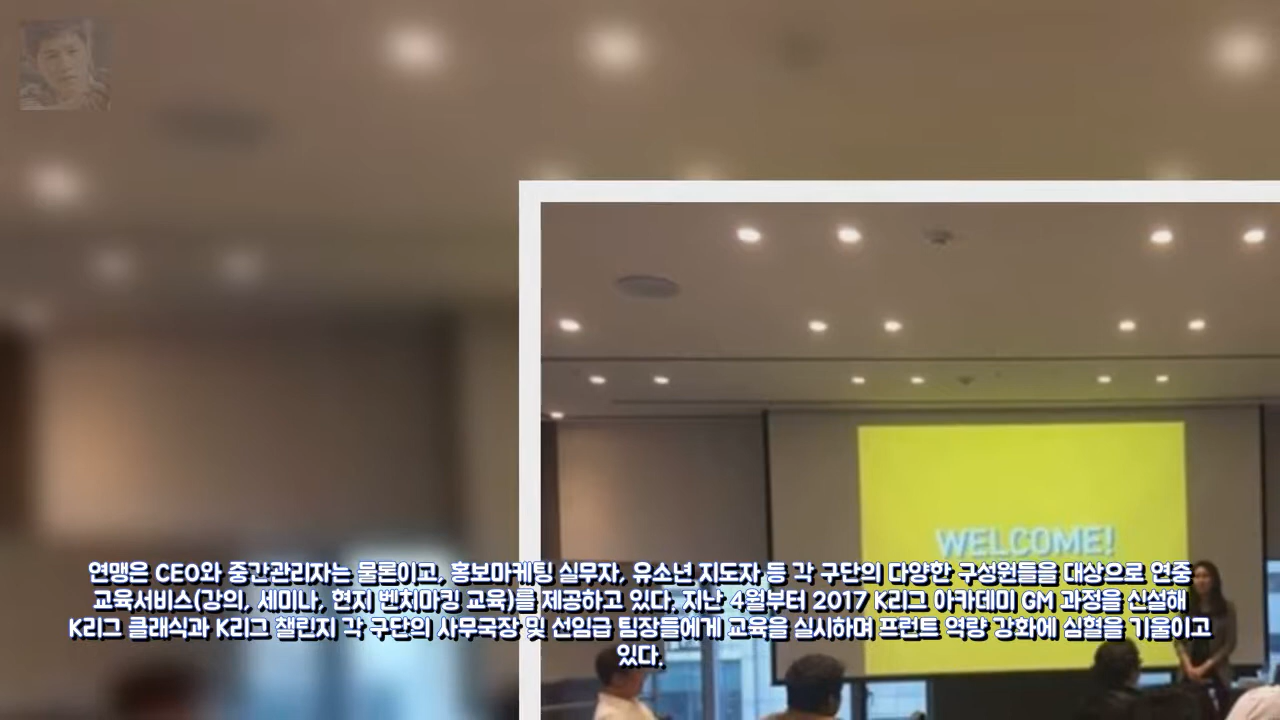 WELCOME!
연맹은 CEO와 중간관리자는 물론이고, 홍보마케팅 실무자, 유소년 지도자 등 각 구단의 다양한 구성원들을 대상으로 연중
교육서비스(강의, 세미나, 현지 벤치마킹 교육)를 제공하고 있다. 지난 4월부터 2017 K리그 아카데미 GM 과정을 신설해
K리그 클래식과 K리그 챌린지 각 구단의 사무국장 및 선임급 팀장들에게 교육을 실시하며 프런트 역량 강화에 심혈을 기울이고
있다.